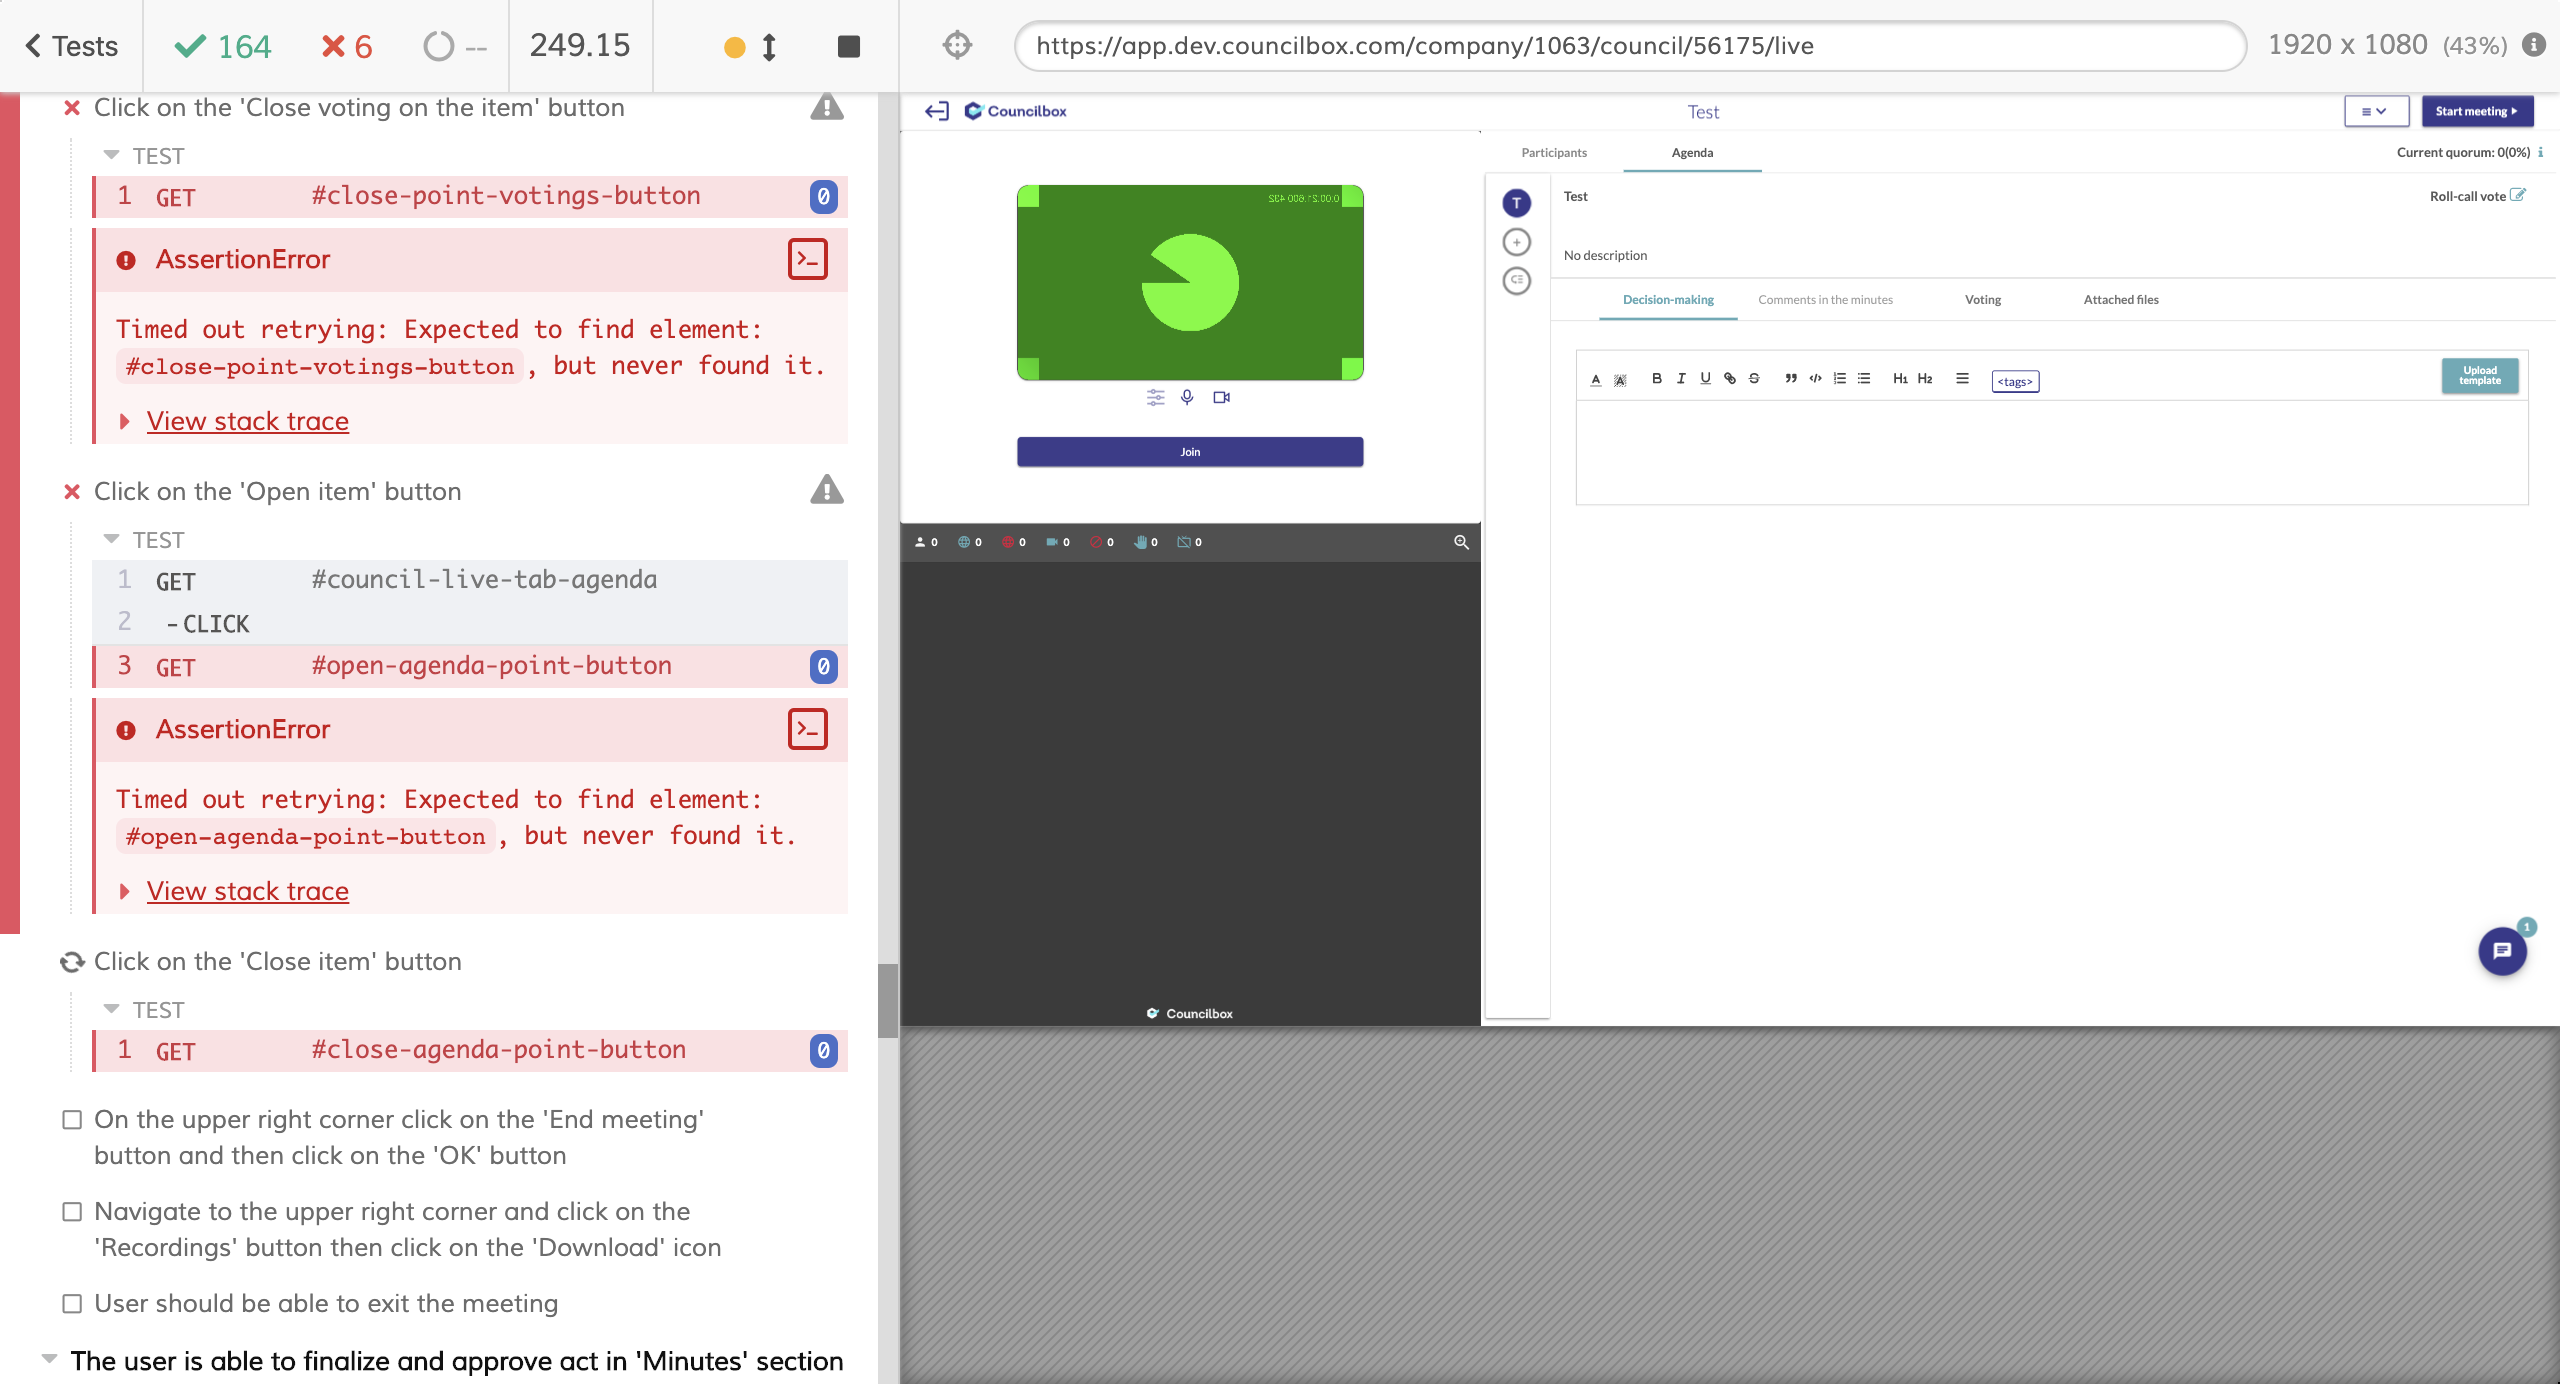 Tests
164
6
--
249.15
https://app.dev.councilbox.com/company/1063/council/56175/live
1920 x 1080 (43%)
Click on the 'Close voting on the item' button
TEST
1 GET #close-point-votings-button 0
AssertionError
Timed out retrying: Expected to find element:
#close-point-votings-button, but never found it.
View stack trace
Click on the 'Open item' button
TEST
1 GET #council-live-tab-agenda
2 -CLICK
3 GET #open-agenda-point-button 0
AssertionError
Timed out retrying: Expected to find element:
#open-agenda-point-button, but never found it.
View stack trace
Click on the 'Close item' button
TEST
1 GET #close-agenda-point-button 0
On the upper right corner click on the 'End meeting'
button and then click on the 'OK' button
Navigate to the upper right corner and click on the
'Recordings' button then click on the 'Download' icon
User should be able to exit the meeting
The user is able to finalize and approve act in 'Minutes' section
Councilbox
Test
Start meeting
Participants
Agenda
Current quorum: 0(0%)
Join
0 0 0 0 0 0 0
Councilbox
T
Test
Roll-call vote
No description
Decision-making
Comments in the minutes
Voting
Attached files
A A B I U S H1 H2 <tags>
Upload
template
1